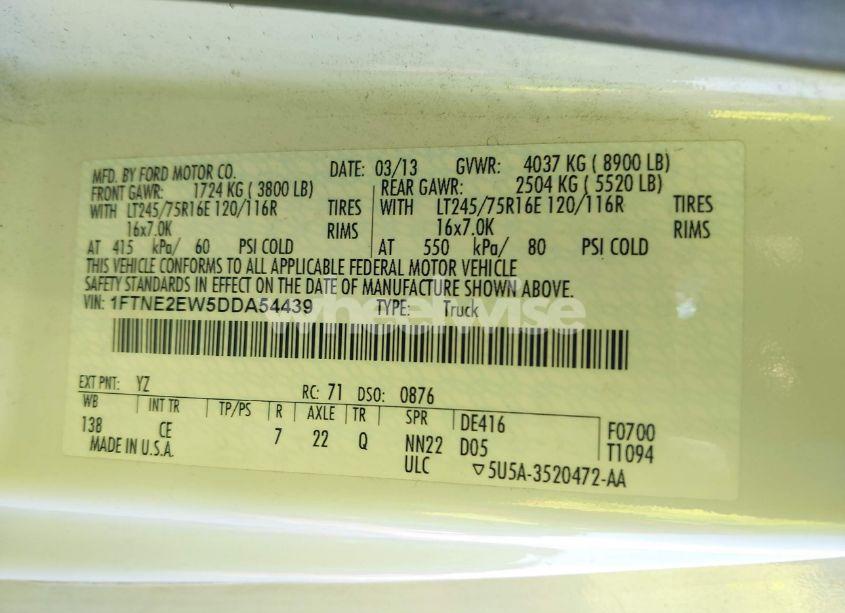 MFD. BY FORD MOTOR CO. DATE: 03/13 GVWR: 4037 KG ( 8900 LB)
FRONT GAWR: 1724 KG ( 3800 LB) REAR GAWR: 2504 KG ( 5520 LB)
WITH LT245/75R16E 120/116R TIRES WITH LT245/75R16E 120/116R TIRES
16x7.0K RIMS 16x7.0K RIMS
AT 415 kPa/ 60 PSI COLD AT 550 kPa/ 80 PSI COLD
THIS VEHICLE CONFORMS TO ALL APPLICABLE FEDERAL MOTOR VEHICLE
SAFETY STANDARDS IN EFFECT ON THE DATE OF MANUFACTURE SHOWN ABOVE.
VIN: 1FTNE2EW5DDA54439 TYPE: Truck
wheelwise
EXT PNT: YZ RC: 71 DSO: 0876
WB INT TR TP/PS R AXLE TR SPR DE416 F0700
138 CE 7 22 Q NN22 D05 T1094
MADE IN U.S.A. ULC ▽5U5A-3520472-AA